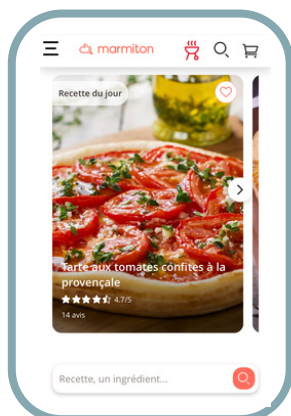 marmiton
Recette du jour
Tarte aux tomates confites à la
provençale
4.7/5
14 avis
Recette, un ingrédient...